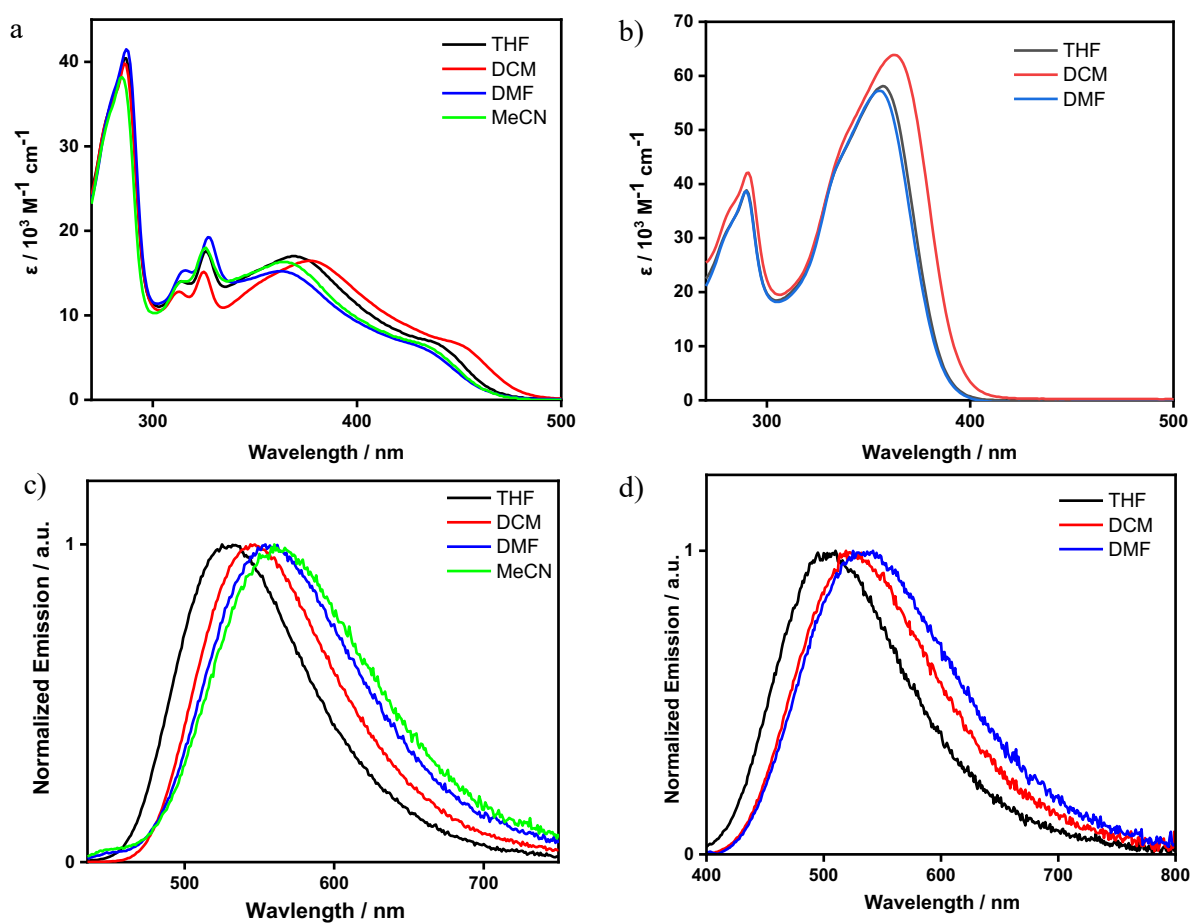 a
THF
DCM
DMF
MeCN
40
30
20
10
0
300
400
500
ε / 10³ M⁻¹ cm⁻¹
Wavelength / nm
b)
THF
DCM
DMF
70
60
50
40
30
20
10
0
300
400
500
ε / 10³ M⁻¹ cm⁻¹
Wavelength / nm
c)
THF
DCM
DMF
MeCN
1
0
500
600
700
Normalized Emission / a.u.
Wavelength / nm
d)
THF
DCM
DMF
1
0
400
500
600
700
800
Normalized Emission / a.u.
Wavelength / nm